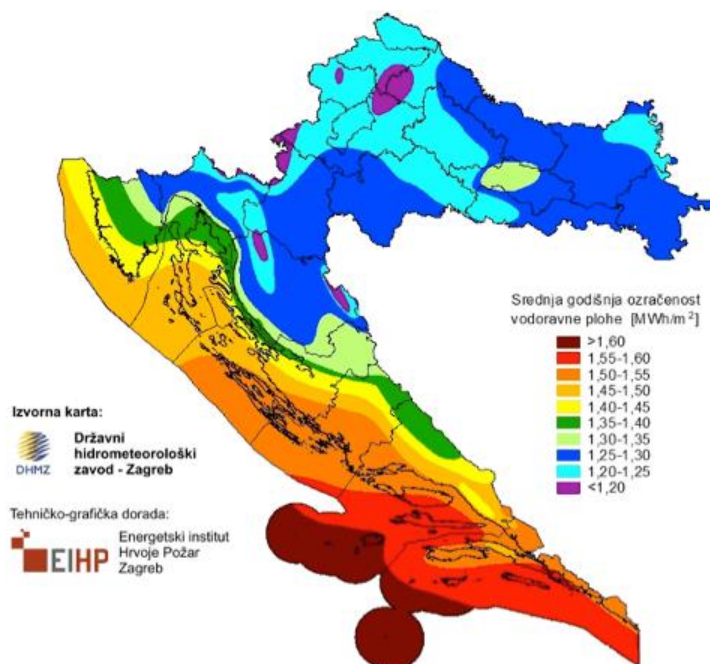 Srednja godišnja ozračenost
vodoravne plohe [MWh/m²]
>1,60
1,55-1,60
1,50-1,55
1,45-1,50
1,40-1,45
1,35-1,40
1,30-1,35
1,25-1,30
1,20-1,25
<1,20
Izvorna karta:
DHMZ
Državni
hidrometeorološki
zavod - Zagreb
Tehničko-grafička dorada:
EIHP
Energetski institut
Hrvoje Požar
Zagreb